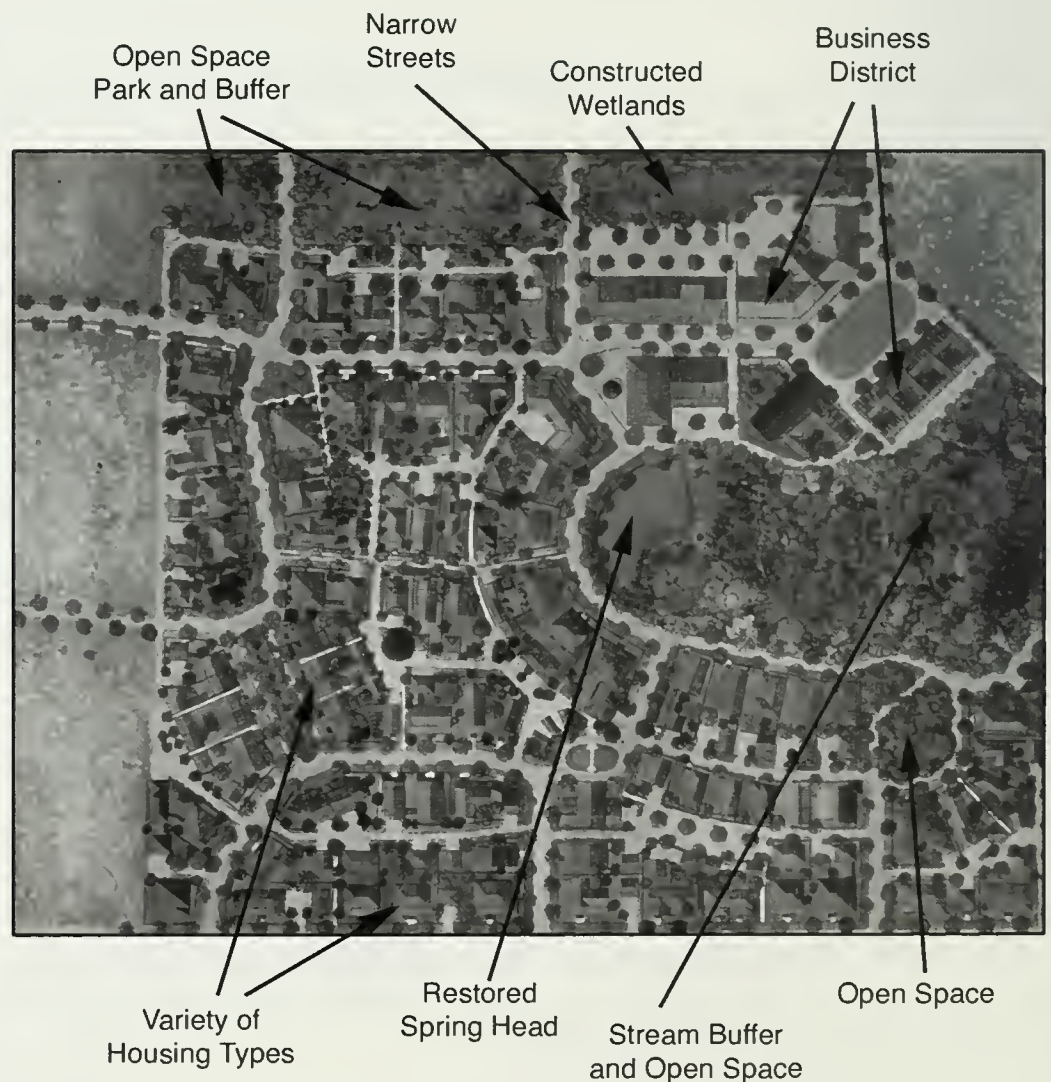 Open Space
Park and Buffer
Narrow
Streets
Constructed
Wetlands
Business
District
Variety of
Housing Types
Restored
Spring Head
Stream Buffer
and Open Space
Open Space